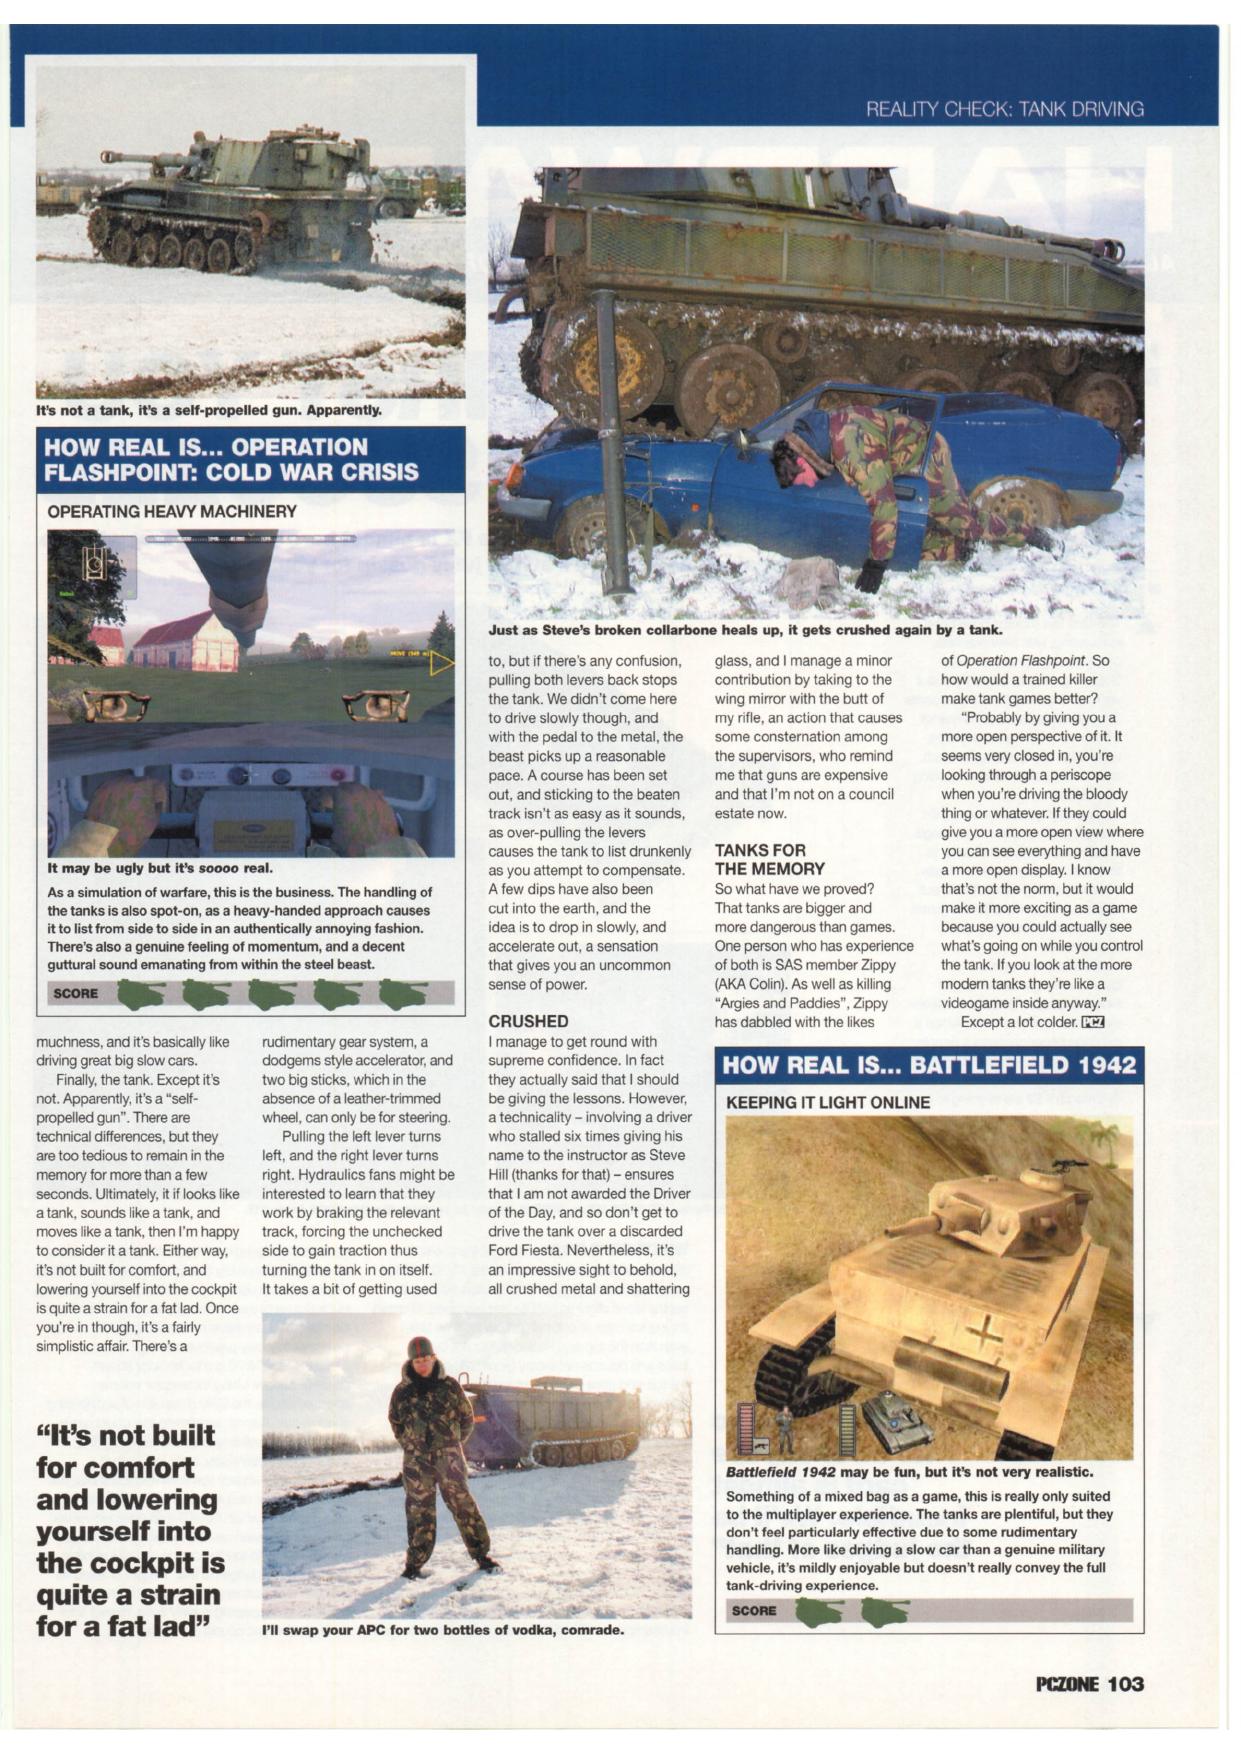 REALITY CHECK: TANK DRIVING
It's not a tank, it's a self-propelled gun. Apparently.
HOW REAL IS... OPERATION
FLASHPOINT: COLD WAR CRISIS
OPERATING HEAVY MACHINERY
It may be ugly but it's soooo real.
As a simulation of warfare, this is the business. The handling of
the tanks is also spot-on, as a heavy-handed approach causes
it to list from side to side in an authentically annoying fashion.
There's also a genuine feeling of momentum, and a decent
guttural sound emanating from within the steel beast.
SCORE
Just as Steve's broken collarbone heals up, it gets crushed again by a tank.
muchness, and it's basically like
driving great big slow cars.
Finally, the tank. Except it's
not. Apparently, it's a “self-
propelled gun”. There are
technical differences, but they
are too tedious to remain in the
memory for more than a few
seconds. Ultimately, it if looks like
a tank, sounds like a tank, and
moves like a tank, then I'm happy
to consider it a tank. Either way,
it's not built for comfort, and
lowering yourself into the cockpit
is quite a strain for a fat lad. Once
you're in though, it's a fairly
simplistic affair. There's a
“It's not built
for comfort
and lowering
yourself into
the cockpit is
quite a strain
for a fat lad”
rudimentary gear system, a
dodgems style accelerator, and
two big sticks, which in the
absence of a leather-trimmed
wheel, can only be for steering.
Pulling the left lever turns
left, and the right lever turns
right. Hydraulics fans might be
interested to learn that they
work by braking the relevant
track, forcing the unchecked
side to gain traction thus
turning the tank in on itself.
It takes a bit of getting used
I'll swap your APC for two bottles of vodka, comrade.
to, but if there's any confusion,
pulling both levers back stops
the tank. We didn't come here
to drive slowly though, and
with the pedal to the metal, the
beast picks up a reasonable
pace. A course has been set
out, and sticking to the beaten
track isn't as easy as it sounds,
as over-pulling the levers
causes the tank to list drunkenly
as you attempt to compensate.
A few dips have also been
cut into the earth, and the
idea is to drop in slowly, and
accelerate out, a sensation
that gives you an uncommon
sense of power.
CRUSHED
I manage to get round with
supreme confidence. In fact
they actually said that I should
be giving the lessons. However,
a technicality – involving a driver
who stalled six times giving his
name to the instructor as Steve
Hill (thanks for that) – ensures
that I am not awarded the Driver
of the Day, and so don't get to
drive the tank over a discarded
Ford Fiesta. Nevertheless, it's
an impressive sight to behold,
all crushed metal and shattering
glass, and I manage a minor
contribution by taking to the
wing mirror with the butt of
my rifle, an action that causes
some consternation among
the supervisors, who remind
me that guns are expensive
and that I'm not on a council
estate now.
TANKS FOR
THE MEMORY
So what have we proved?
That tanks are bigger and
more dangerous than games.
One person who has experience
of both is SAS member Zippy
(AKA Colin). As well as killing
“Argies and Paddies”, Zippy
has dabbled with the likes
of Operation Flashpoint. So
how would a trained killer
make tank games better?
“Probably by giving you a
more open perspective of it. It
seems very closed in, you're
looking through a periscope
when you're driving the bloody
thing or whatever. If they could
give you a more open view where
you can see everything and have
a more open display. I know
that's not the norm, but it would
make it more exciting as a game
because you could actually see
what's going on while you control
the tank. If you look at the more
modern tanks they're like a
videogame inside anyway.”
Except a lot colder. PCZ
HOW REAL IS... BATTLEFIELD 1942
KEEPING IT LIGHT ONLINE
Battlefield 1942 may be fun, but it's not very realistic.
Something of a mixed bag as a game, this is really only suited
to the multiplayer experience. The tanks are plentiful, but they
don't feel particularly effective due to some rudimentary
handling. More like driving a slow car than a genuine military
vehicle, it's mildly enjoyable but doesn't really convey the full
tank-driving experience.
SCORE
PCZONE 103